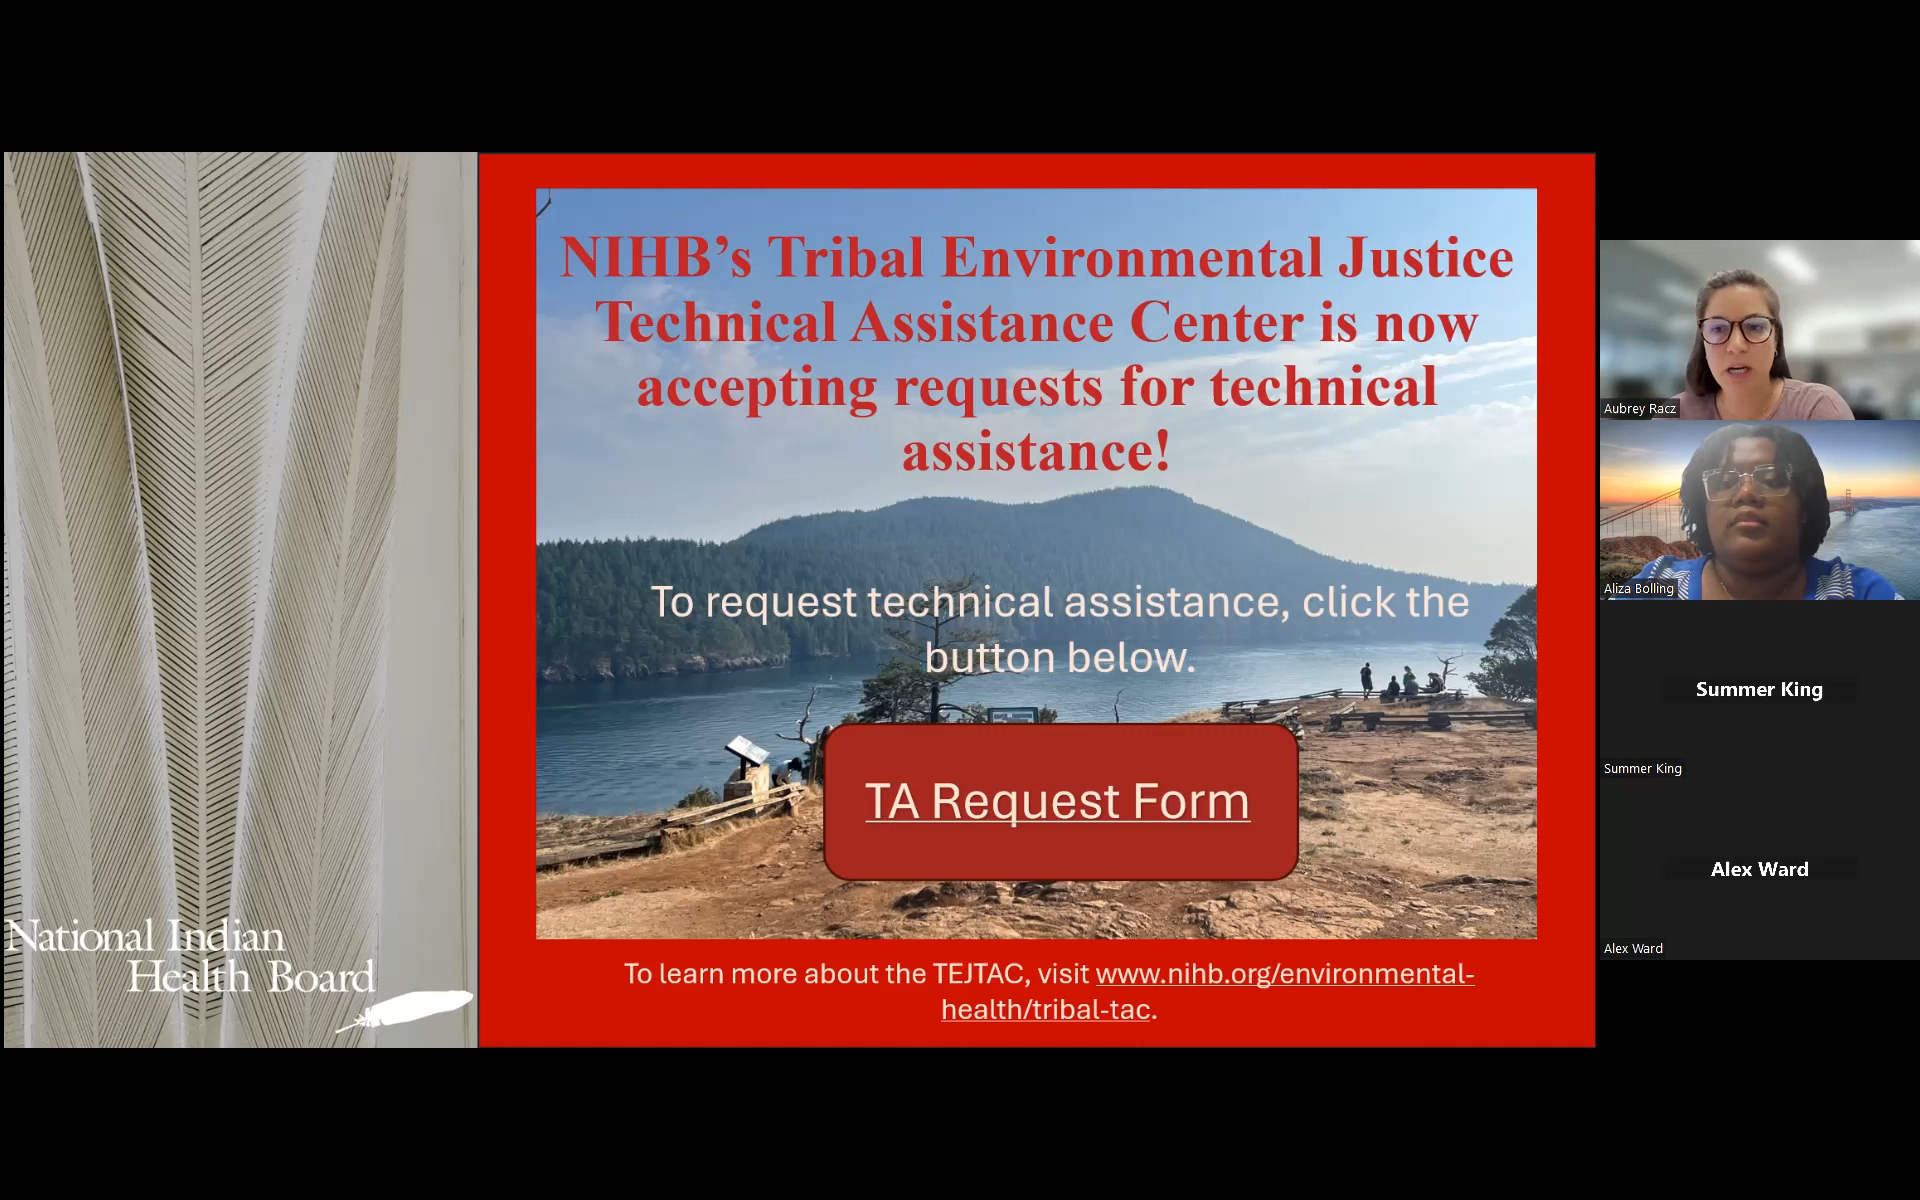 NIHB’s Tribal Environmental Justice
Technical Assistance Center is now
accepting requests for technical
assistance!
To request technical assistance, click the
button below.
TA Request Form
National Indian
Health Board
To learn more about the TEJTAC, visit www.nihb.org/environmental-
health/tribal-tac.
Aubrey Racz
Aliza Bolling
Summer King
Summer King
Alex Ward
Alex Ward